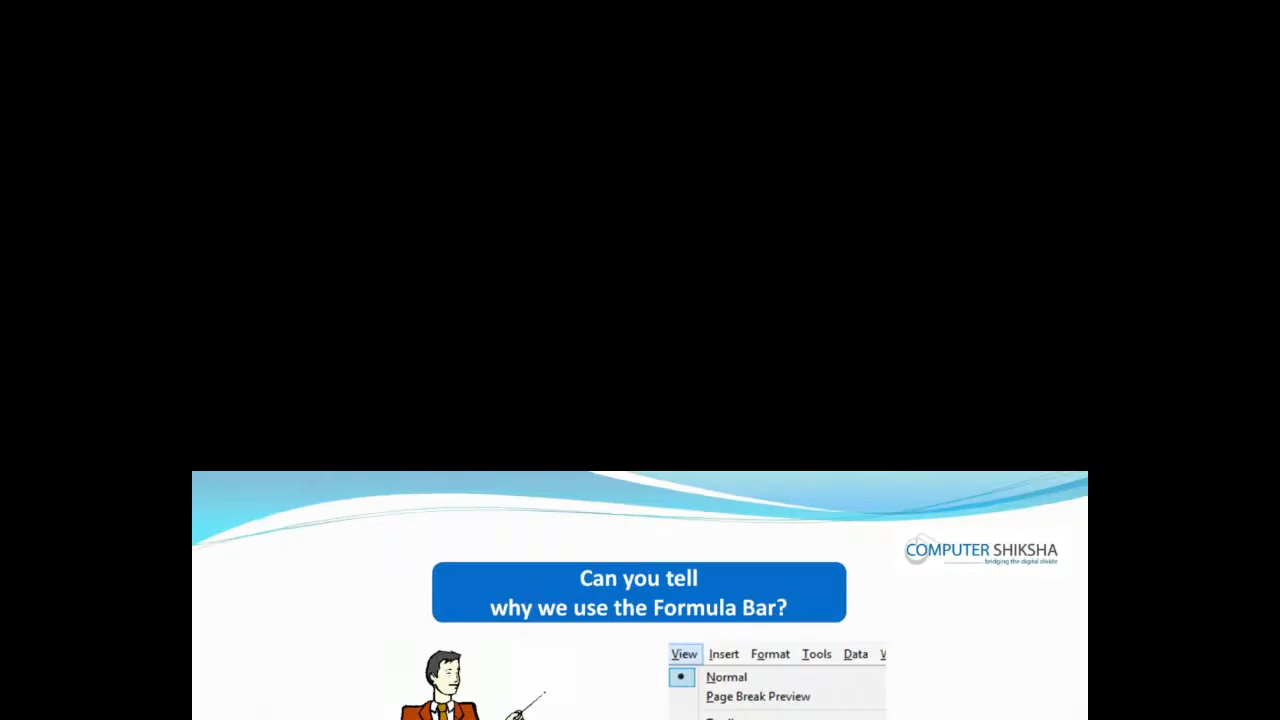 COMPUTER SHIKSHA
bridging the digital divide
Can you tell
why we use the Formula Bar?
View Insert Format Tools Data
Normal
Page Break Preview